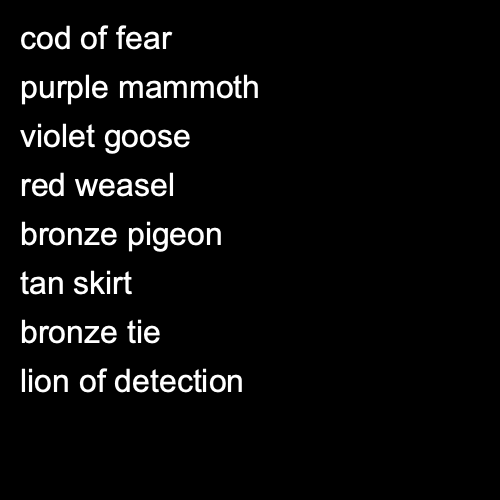 cod of fear
purple mammoth
violet goose
red weasel
bronze pigeon
tan skirt
bronze tie
lion of detection